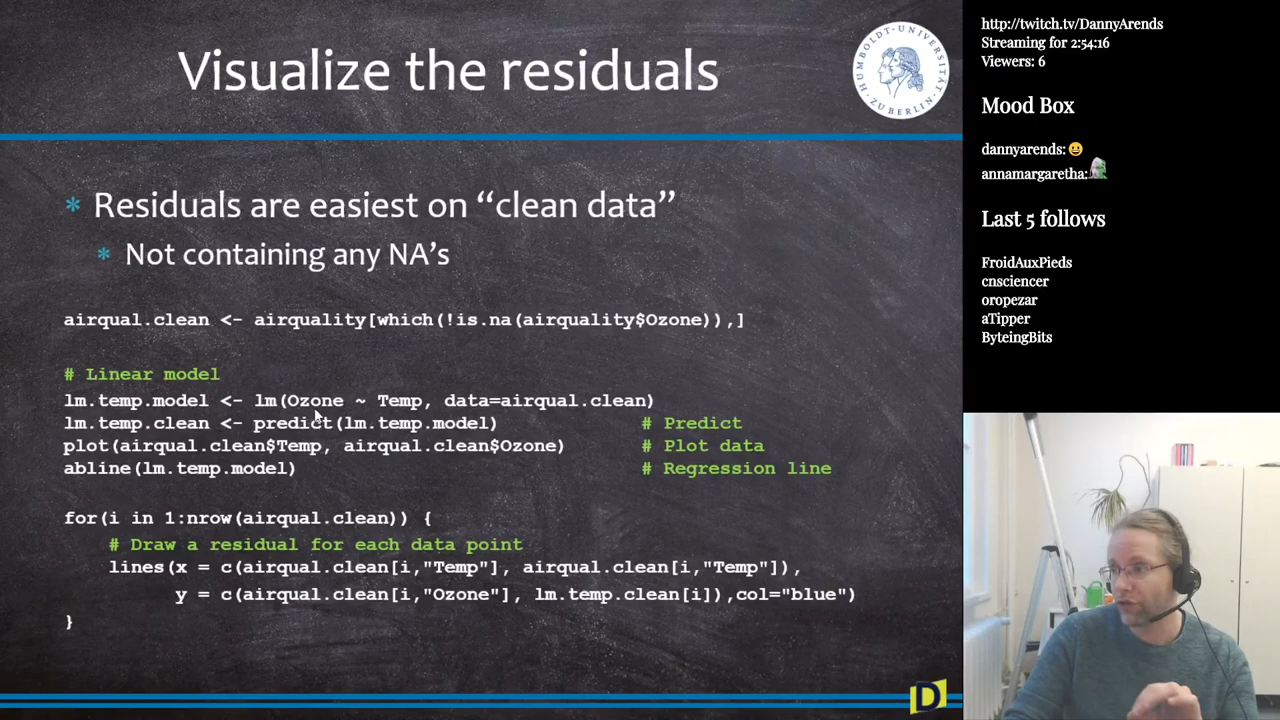 Visualize the residuals
HUMBOLDT-UNIVERSITÄT
ZU BERLIN
* Residuals are easiest on “clean data”
* Not containing any NA’s
airqual.clean <- airquality[which(!is.na(airquality$Ozone)),]
# Linear model
lm.temp.model <- lm(Ozone ~ Temp, data=airqual.clean)
lm.temp.clean <- predict(lm.temp.model) # Predict
plot(airqual.clean$Temp, airqual.clean$Ozone) # Plot data
abline(lm.temp.model) # Regression line
for(i in 1:nrow(airqual.clean)) {
# Draw a residual for each data point
lines(x = c(airqual.clean[i,"Temp"], airqual.clean[i,"Temp"]),
y = c(airqual.clean[i,"Ozone"], lm.temp.clean[i]),col="blue")
}
D
http://twitch.tv/DannyArends
Streaming for 2:54:16
Viewers: 6
Mood Box
dannyarends:
annamargaretha:
Last 5 follows
FroidAuxPieds
cnsciencer
oropezar
aTipper
ByteingBits